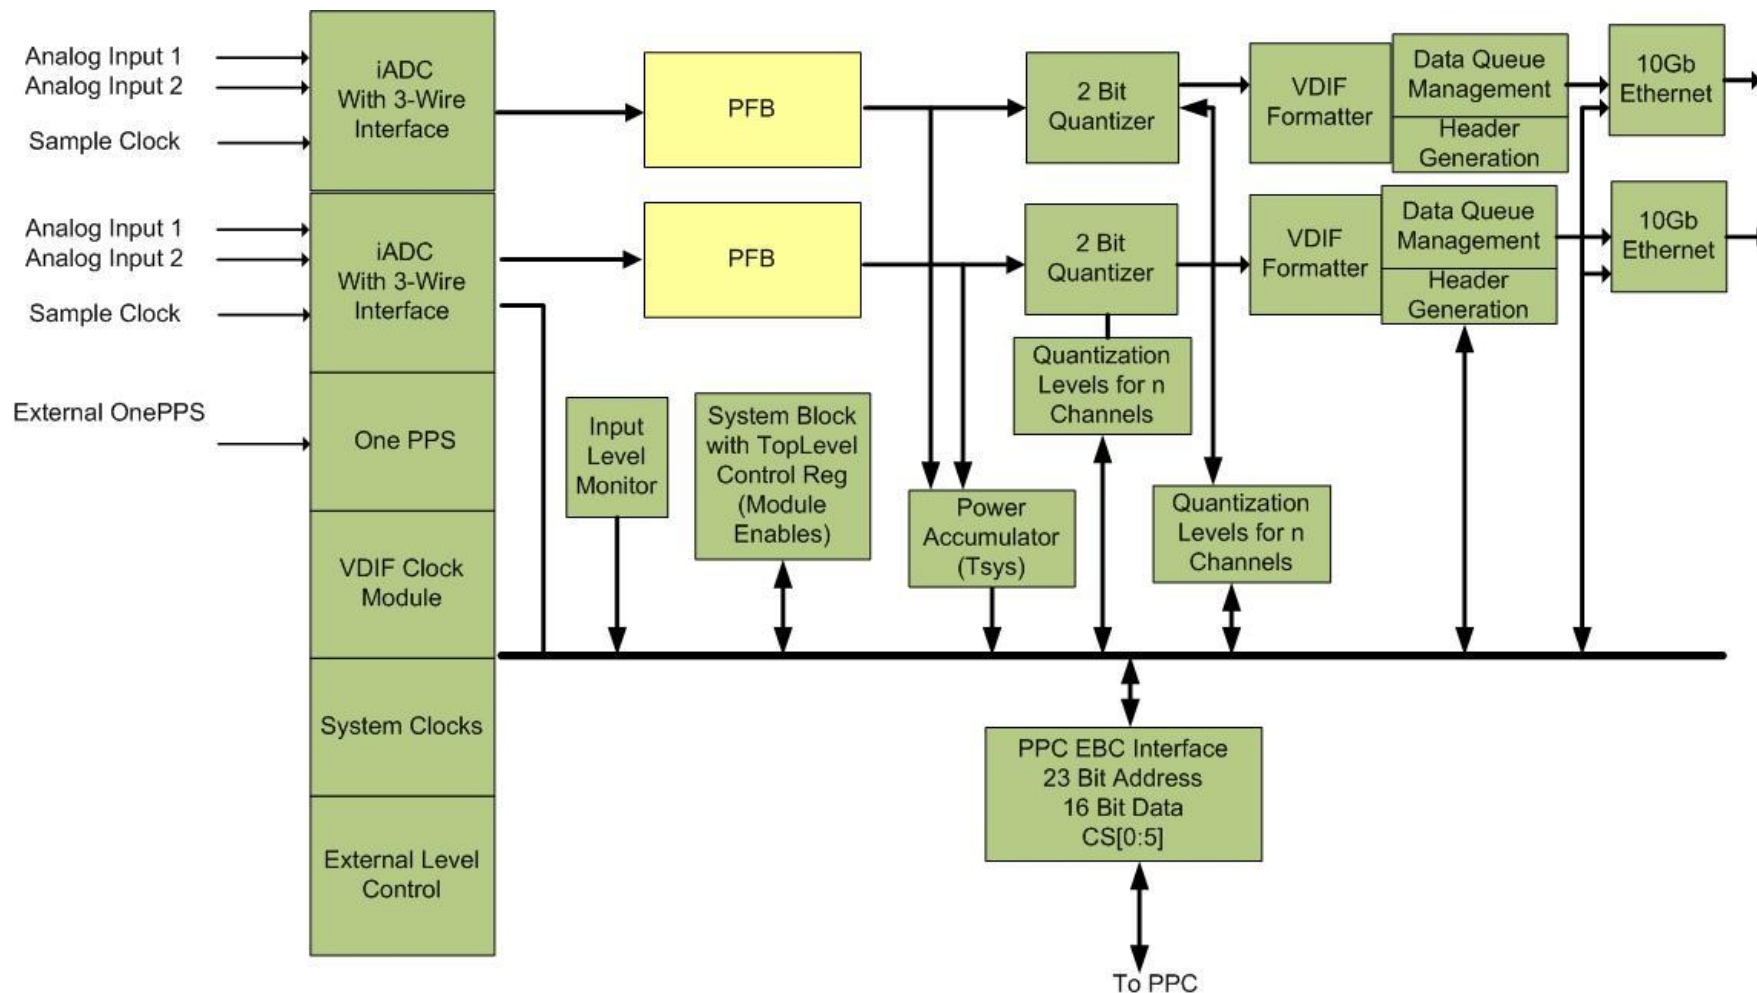 Analog Input 1
Analog Input 2
Sample Clock
iADC
With 3-Wire
Interface
PFB
2 Bit
Quantizer
VDIF
Formatter
Data Queue
Management
Header
Generation
10Gb
Ethernet
Analog Input 1
Analog Input 2
Sample Clock
iADC
With 3-Wire
Interface
PFB
2 Bit
Quantizer
VDIF
Formatter
Data Queue
Management
Header
Generation
10Gb
Ethernet
External OnePPS
One PPS
Input
Level
Monitor
System Block
with TopLevel
Control Reg
(Module
Enables)
Quantization
Levels for n
Channels
Power
Accumulator
(Tsys)
Quantization
Levels for n
Channels
VDIF Clock
Module
System Clocks
External Level
Control
PPC EBC Interface
23 Bit Address
16 Bit Data
CS[0:5]
To PPC